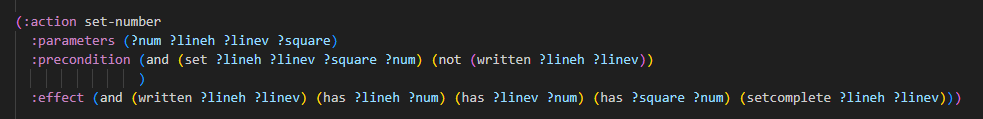 (:action set-number
:parameters (?num ?lineh ?linev ?square)
:precondition (and (set ?lineh ?linev ?square ?num) (not (written ?lineh ?linev))
)
:effect (and (written ?lineh ?linev) (has ?lineh ?num) (has ?linev ?num) (has ?square ?num) (setcomplete ?lineh ?linev)))